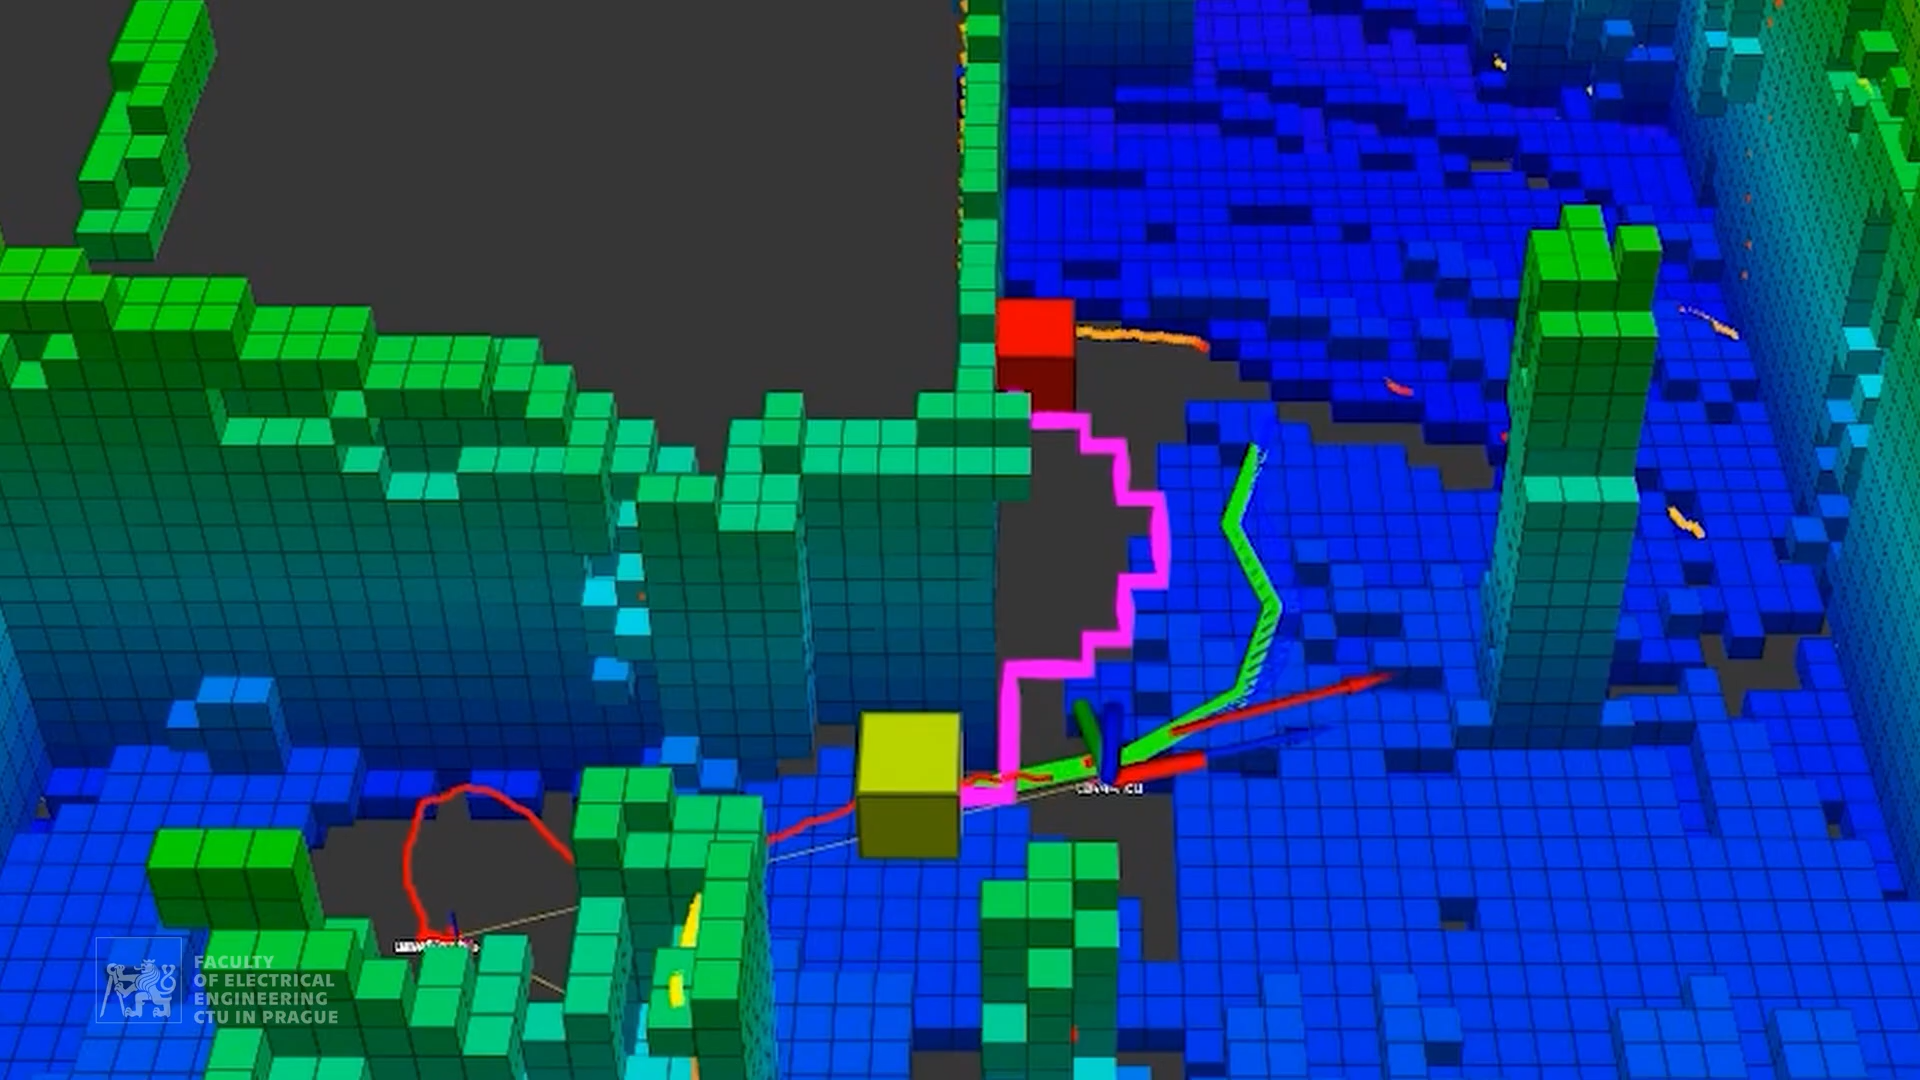 FACULTY
OF ELECTRICAL
ENGINEERING
CTU IN PRAGUE